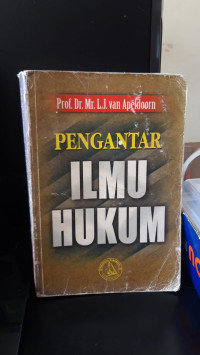 Prof. Dr. Mr. L.J. van Apeldoorn
PENGANTAR
ILMU
HUKUM